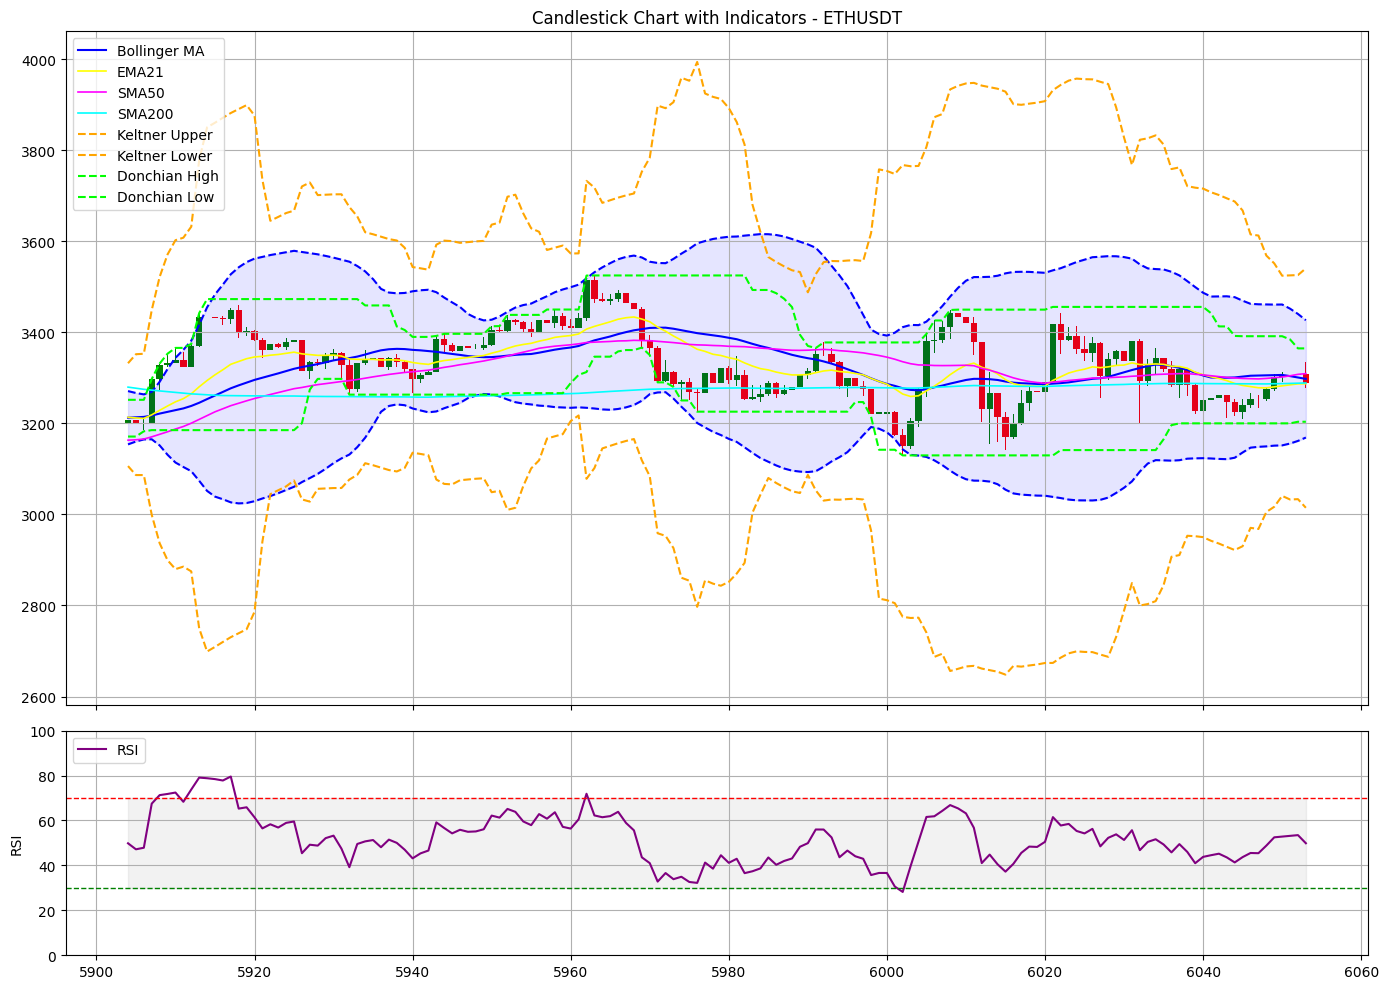 Candlestick Chart with Indicators - ETHUSDT
Bollinger MA
EMA21
SMA50
SMA200
Keltner Upper
Keltner Lower
Donchian High
Donchian Low
4000
3800
3600
3400
3200
3000
2800
2600
RSI
100
80
60
40
20
0
RSI
5900
5920
5940
5960
5980
6000
6020
6040
6060